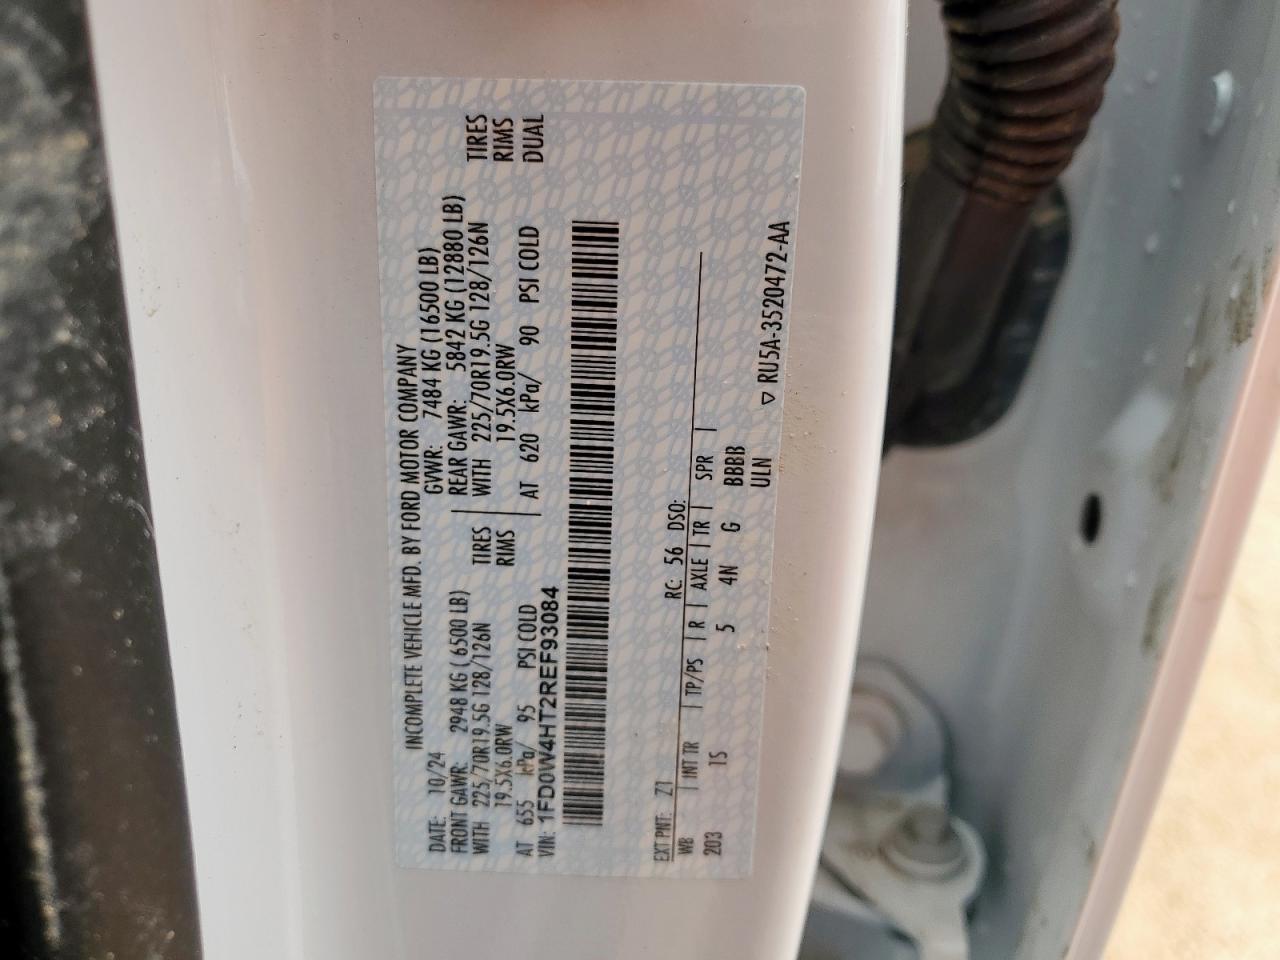 INCOMPLETE VEHICLE MFD. BY FORD MOTOR COMPANY
DATE: 10/24 GVWR: 7484 KG (16500 LB)
FRONT GAWR: 2948 KG (6500 LB) REAR GAWR: 5842 KG (12880 LB)
WITH 225/70R19.5G 128/126N TIRES WITH 225/70R19.5G 128/126N TIRES
19.5X6.0RW RIMS 19.5X6.0RW RIMS
AT 655 kPa/ 95 PSI COLD AT 620 kPa/ 90 PSI COLD DUAL
VIN: 1FD0W4HT2REF93084
EXT PNT: Z1 RC: 56 DSO:
WB INT TR TP/PS R AXLE TR SPR
203 1S 5 4N G BBBB
ULN
▽ RU5A-3520472-AA